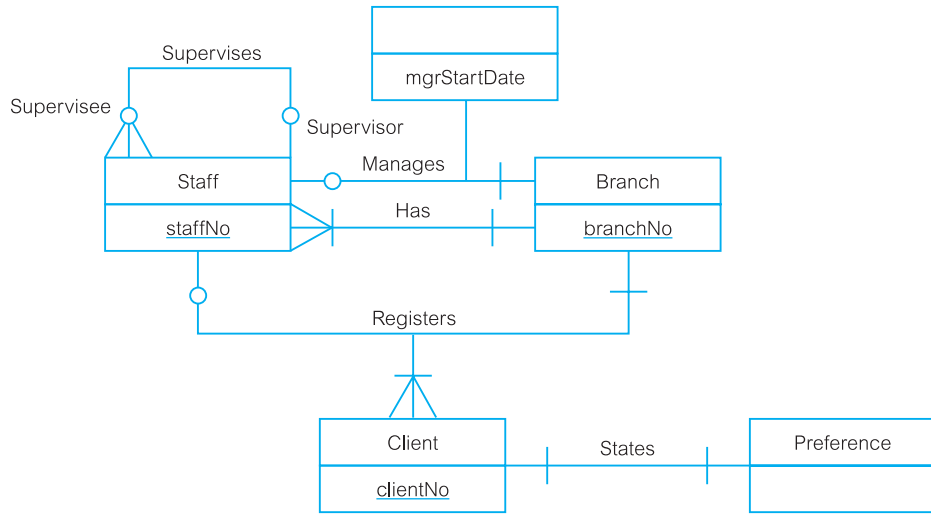 Supervises
mgrStartDate
Supervisee
Supervisor
Manages
Staff
Branch
Has
staffNo
branchNo
Registers
Client
States
Preference
clientNo